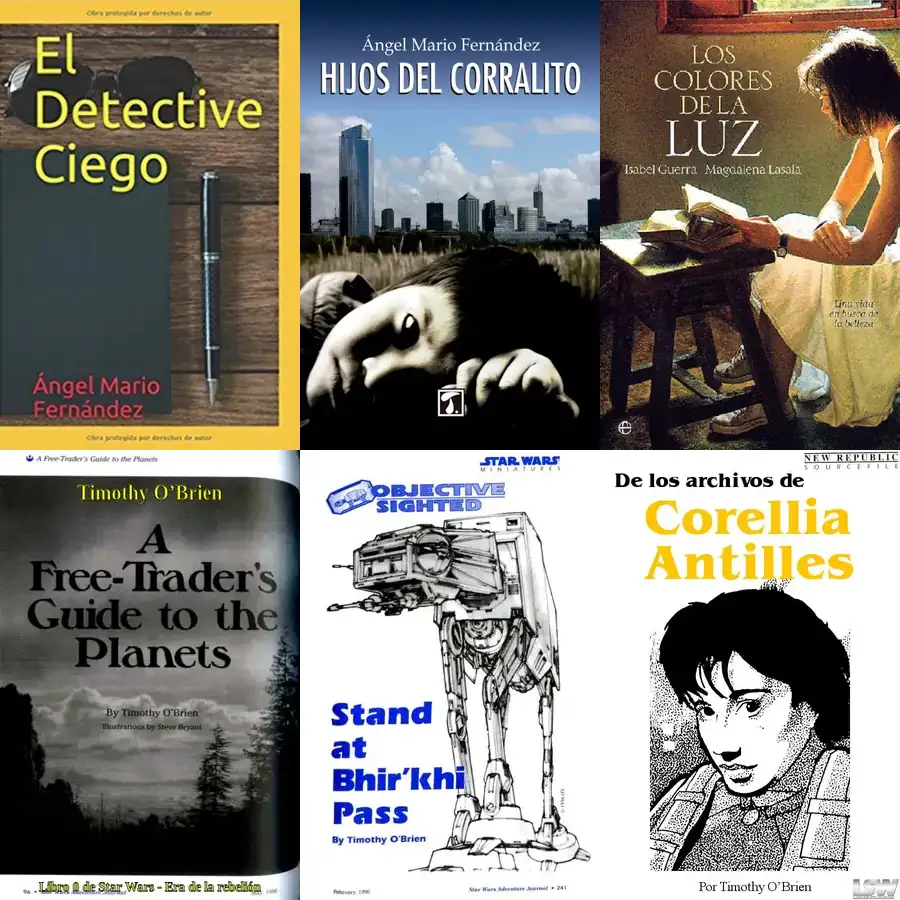 Obra protegida por derechos de autor
El
Detective
Ciego
Ángel Mario
Fernández
Obra protegida por derechos de autor
Ángel Mario Fernández
HIJOS DEL CORRALITO
T.
LOS
COLORES
DE LA
LUZ
Isabel Guerra Magdalena Lasala
Una vida
en busca de
la belleza
e
A Free-Trader's Guide to the Planets
Timothy O'Brien
A
Free-Trader's
Guide to the
Planets
By Timothy O'Brien
Illustrations by Steve Bryant
96
Libro 0 de Star Wars - Era de la rebelión
STAR WARS
MINIATURES
OBJECTIVE
SIGHTED
Stand
at
Bhir'khi
Pass
By Timothy O'Brien
February, 1996
Star Wars Adventure Journal • 241
NEW REPUBLIC
SOURCEFILE
De los archivos de
Corellia
Antilles
Por Timothy O'Brien
LSW